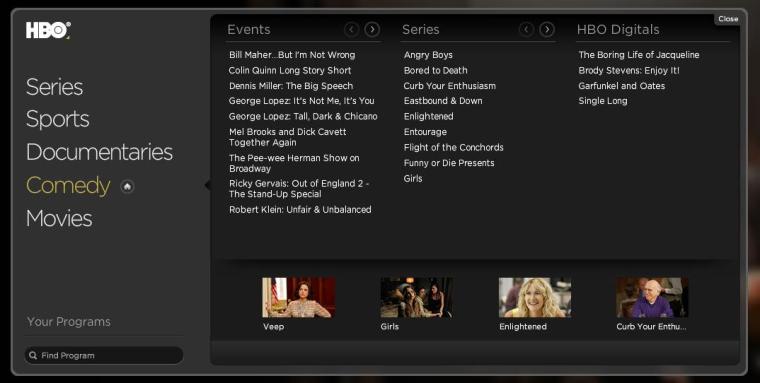 Close
HBO
Series
Sports
Documentaries
Comedy
Movies
Your Programs
Find Program
Events
Bill Maher...But I'm Not Wrong
Colin Quinn Long Story Short
Dennis Miller: The Big Speech
George Lopez: It's Not Me, It's You
George Lopez: Tall, Dark & Chicano
Mel Brooks and Dick Cavett
Together Again
The Pee-wee Herman Show on
Broadway
Ricky Gervais: Out of England 2 -
The Stand-Up Special
Robert Klein: Unfair & Unbalanced
Series
Angry Boys
Bored to Death
Curb Your Enthusiasm
Eastbound & Down
Enlightened
Entourage
Flight of the Conchords
Funny or Die Presents
Girls
HBO Digitals
The Boring Life of Jacqueline
Brody Stevens: Enjoy It!
Garfunkel and Oates
Single Long
Veep
Girls
Enlightened
Curb Your Enthu...